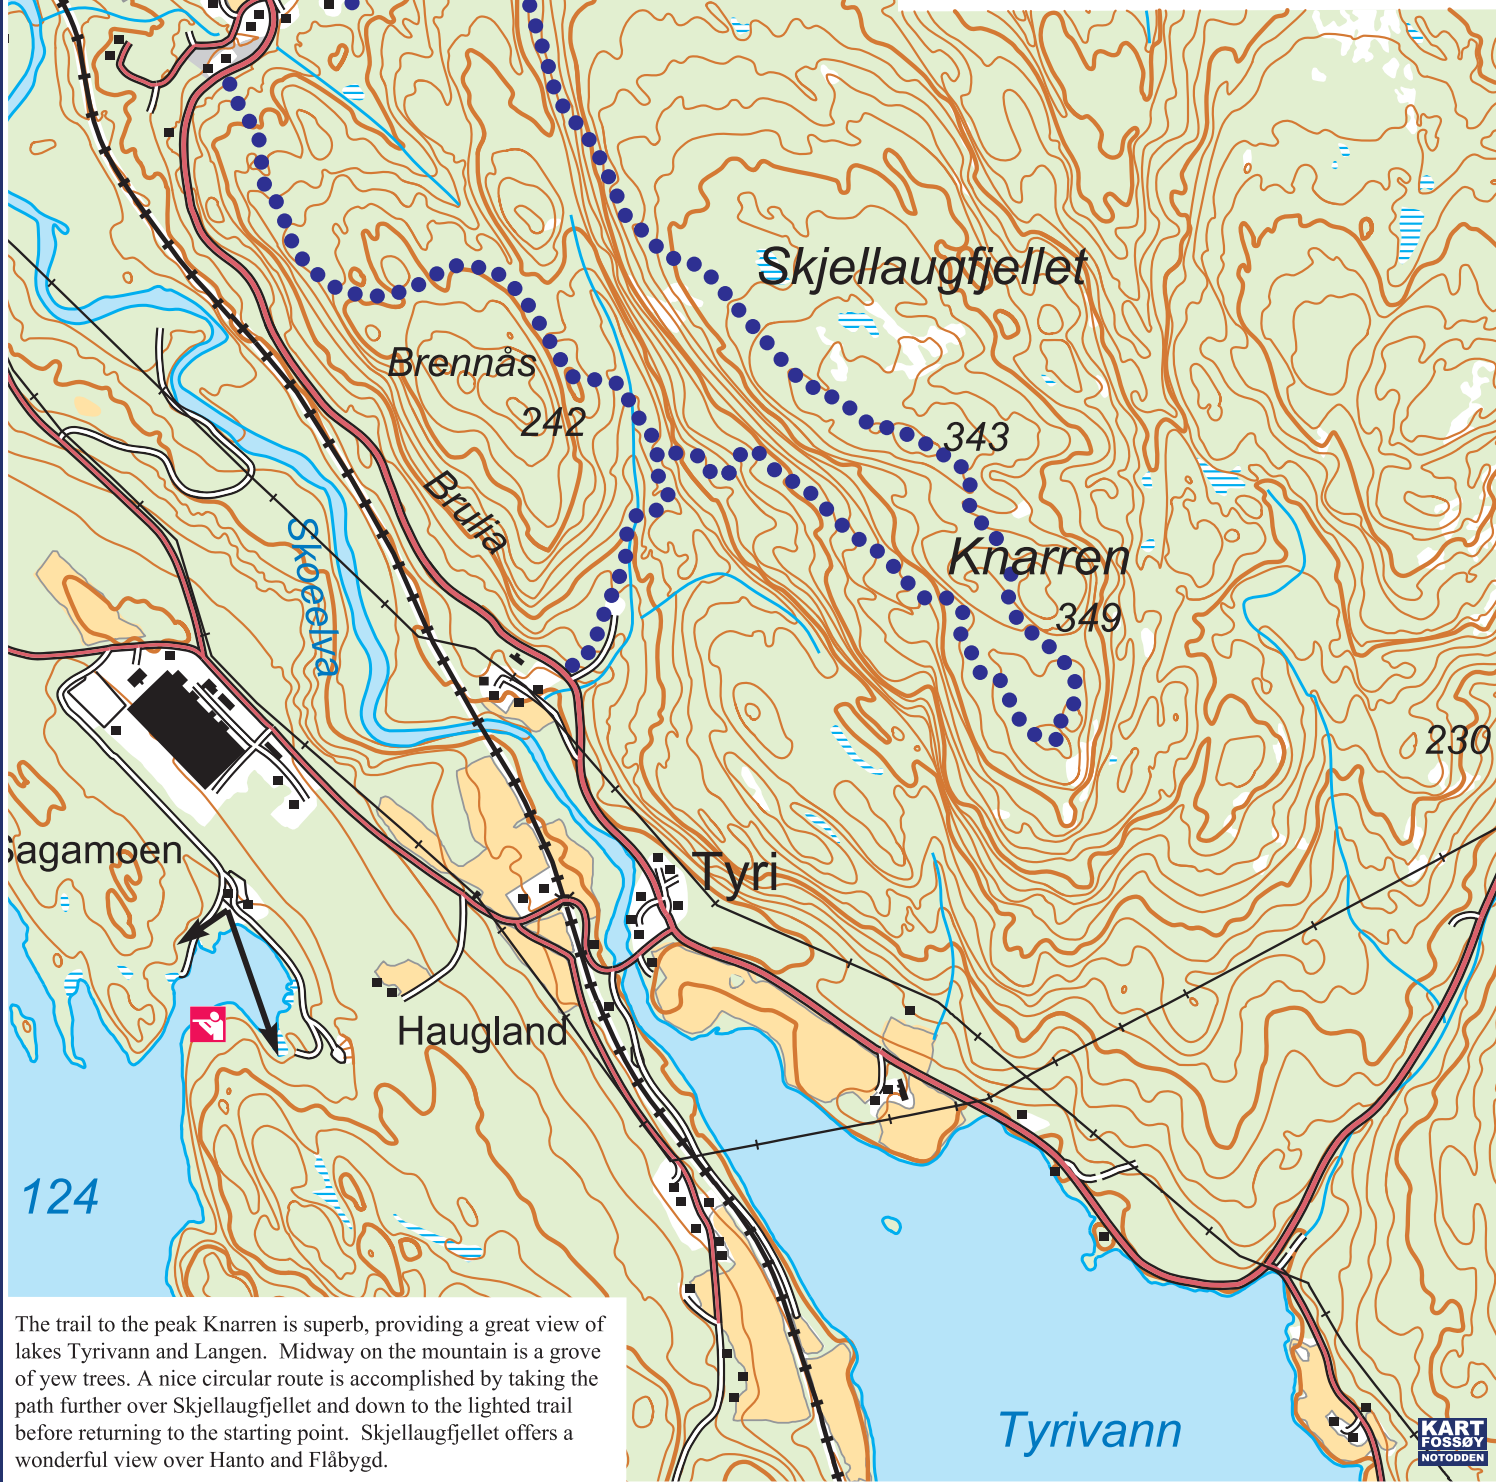 Skjellaugfjellet
Brennås
242
343
Brulia
Knarren
349
Skoeelva
230
Sagamoen
Tyri
Haugland
124
The trail to the peak Knarren is superb, providing a great view of
lakes Tyrivann and Langen.  Midway on the mountain is a grove
of yew trees. A nice circular route is accomplished by taking the
path further over Skjellaugfjellet and down to the lighted trail
before returning to the starting point.  Skjellaugfjellet offers a
wonderful view over Hanto and Flåbygd.
Tyrivann
KART
FOSSØY
NOTODDEN